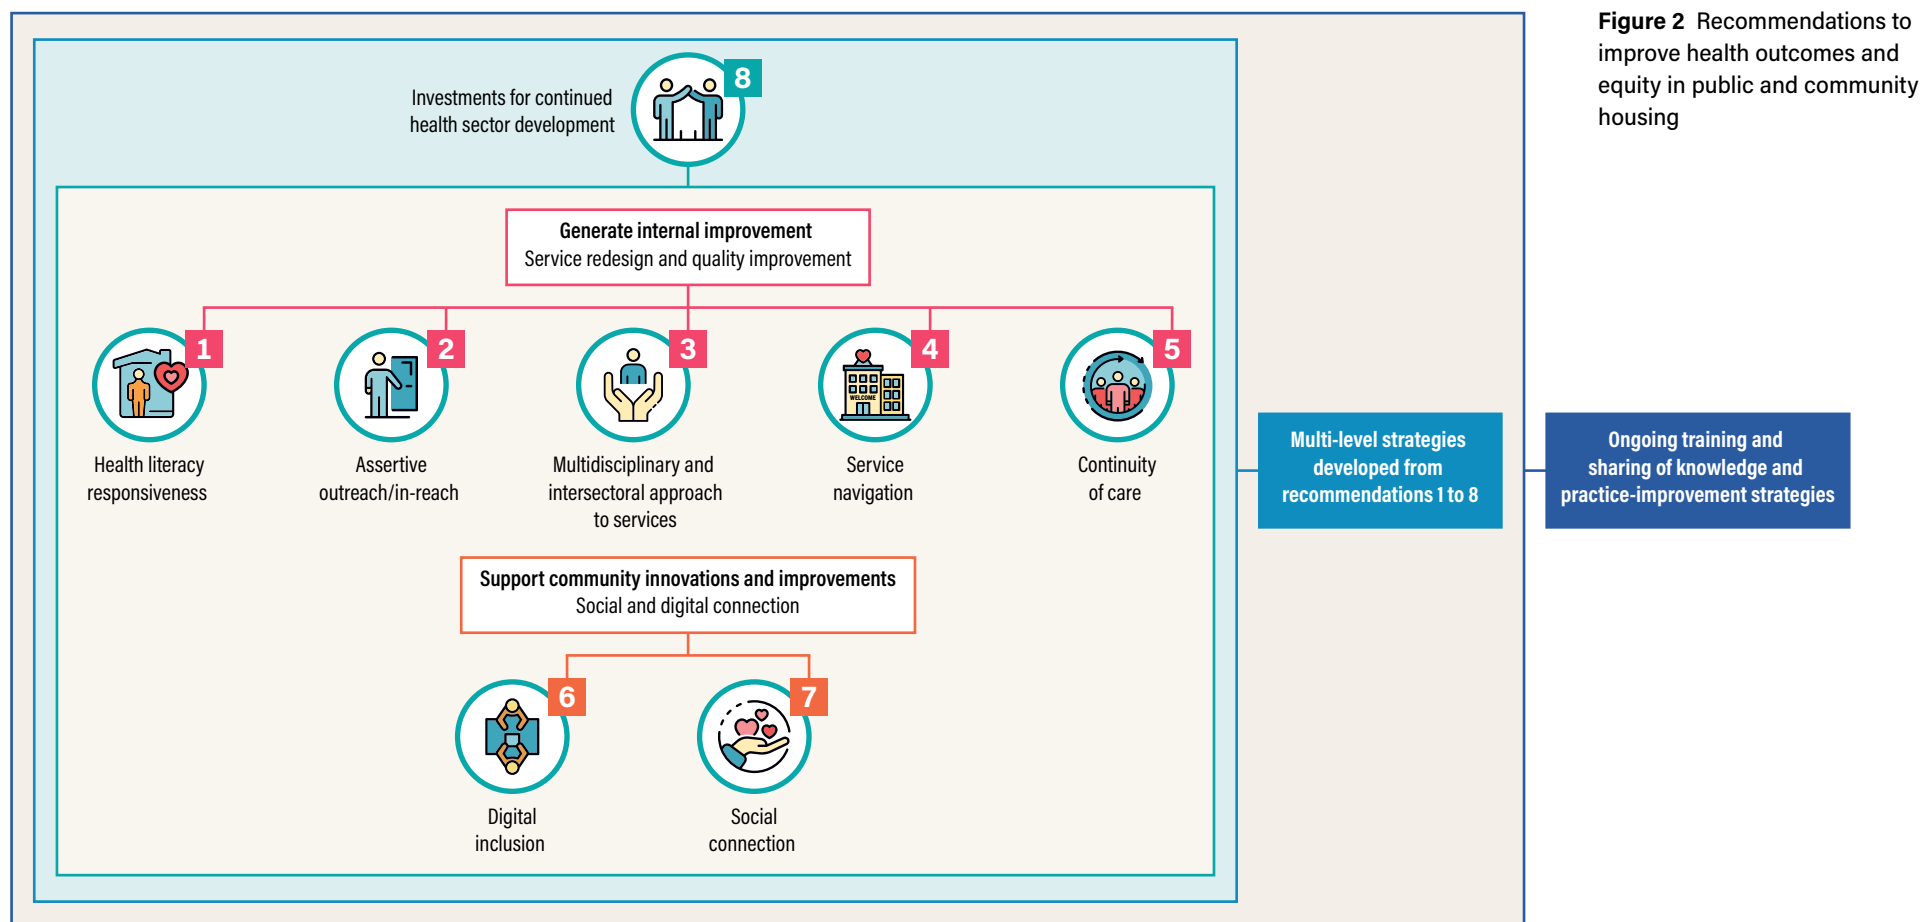 Figure 2 Recommendations to
improve health outcomes and
equity in public and community
housing
8
Investments for continued
health sector development
Generate internal improvement
Service redesign and quality improvement
1
2
3
4
5
WELCOME
Health literacy
responsiveness
Assertive
outreach/in-reach
Multidisciplinary and
intersectoral approach
to services
Service
navigation
Continuity
of care
Support community innovations and improvements
Social and digital connection
6
7
Digital
inclusion
Social
connection
Multi-level strategies
developed from
recommendations 1 to 8
Ongoing training and
sharing of knowledge and
practice-improvement strategies